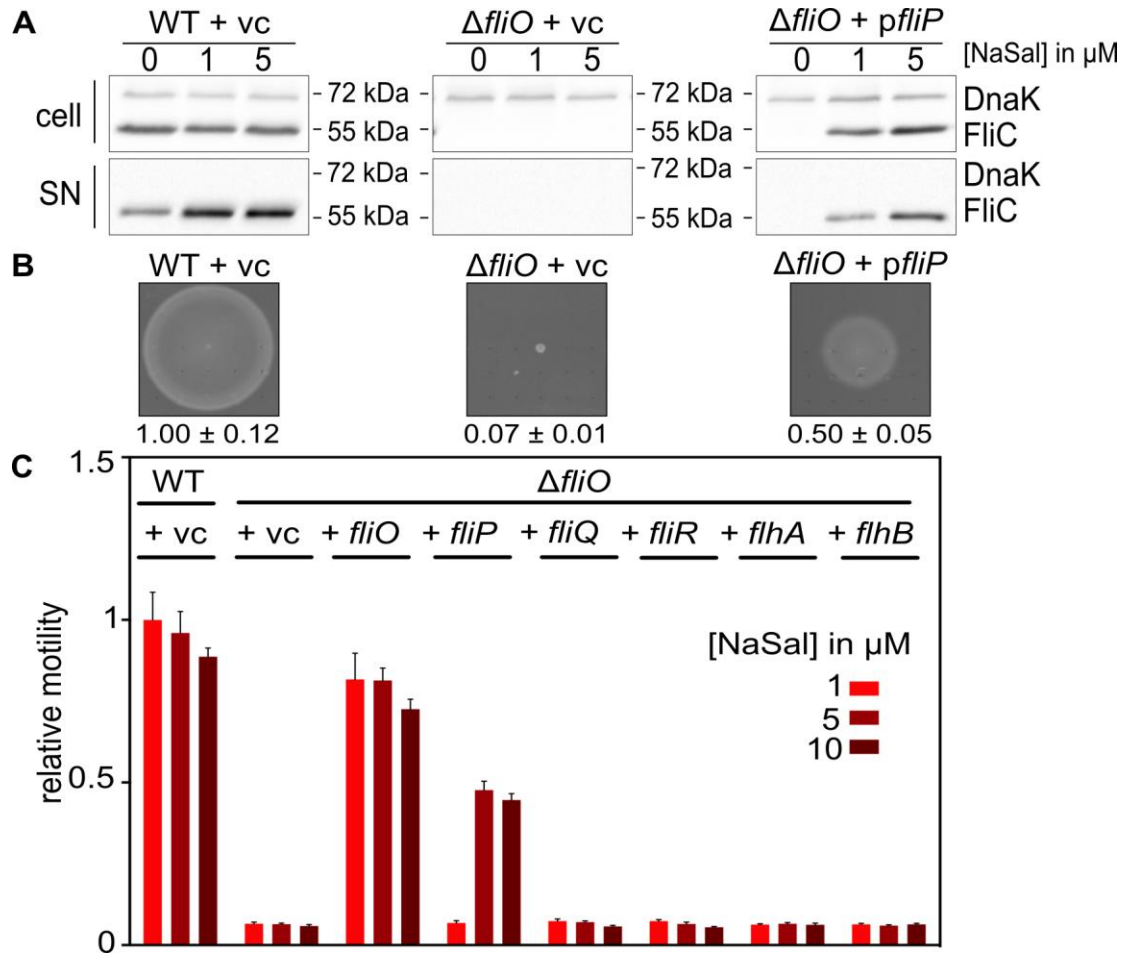 A
WT + vc
ΔfliO + vc
ΔfliO + pfliP
0 1 5
0 1 5
0 1 5
[NaSal] in µM
cell
- 72 kDa -
- 72 kDa -
DnaK
- 55 kDa -
- 55 kDa -
FliC
SN
- 72 kDa -
- 72 kDa -
DnaK
- 55 kDa -
- 55 kDa -
FliC
B
WT + vc
ΔfliO + vc
ΔfliO + pfliP
1.00 ± 0.12
0.07 ± 0.01
0.50 ± 0.05
C
1.5
WT
ΔfliO
+ vc
+ vc
+ fliO
+ fliP
+ fliQ
+ fliR
+ flhA
+ flhB
relative motility
1
0.5
0
[NaSal] in µM
1
5
10